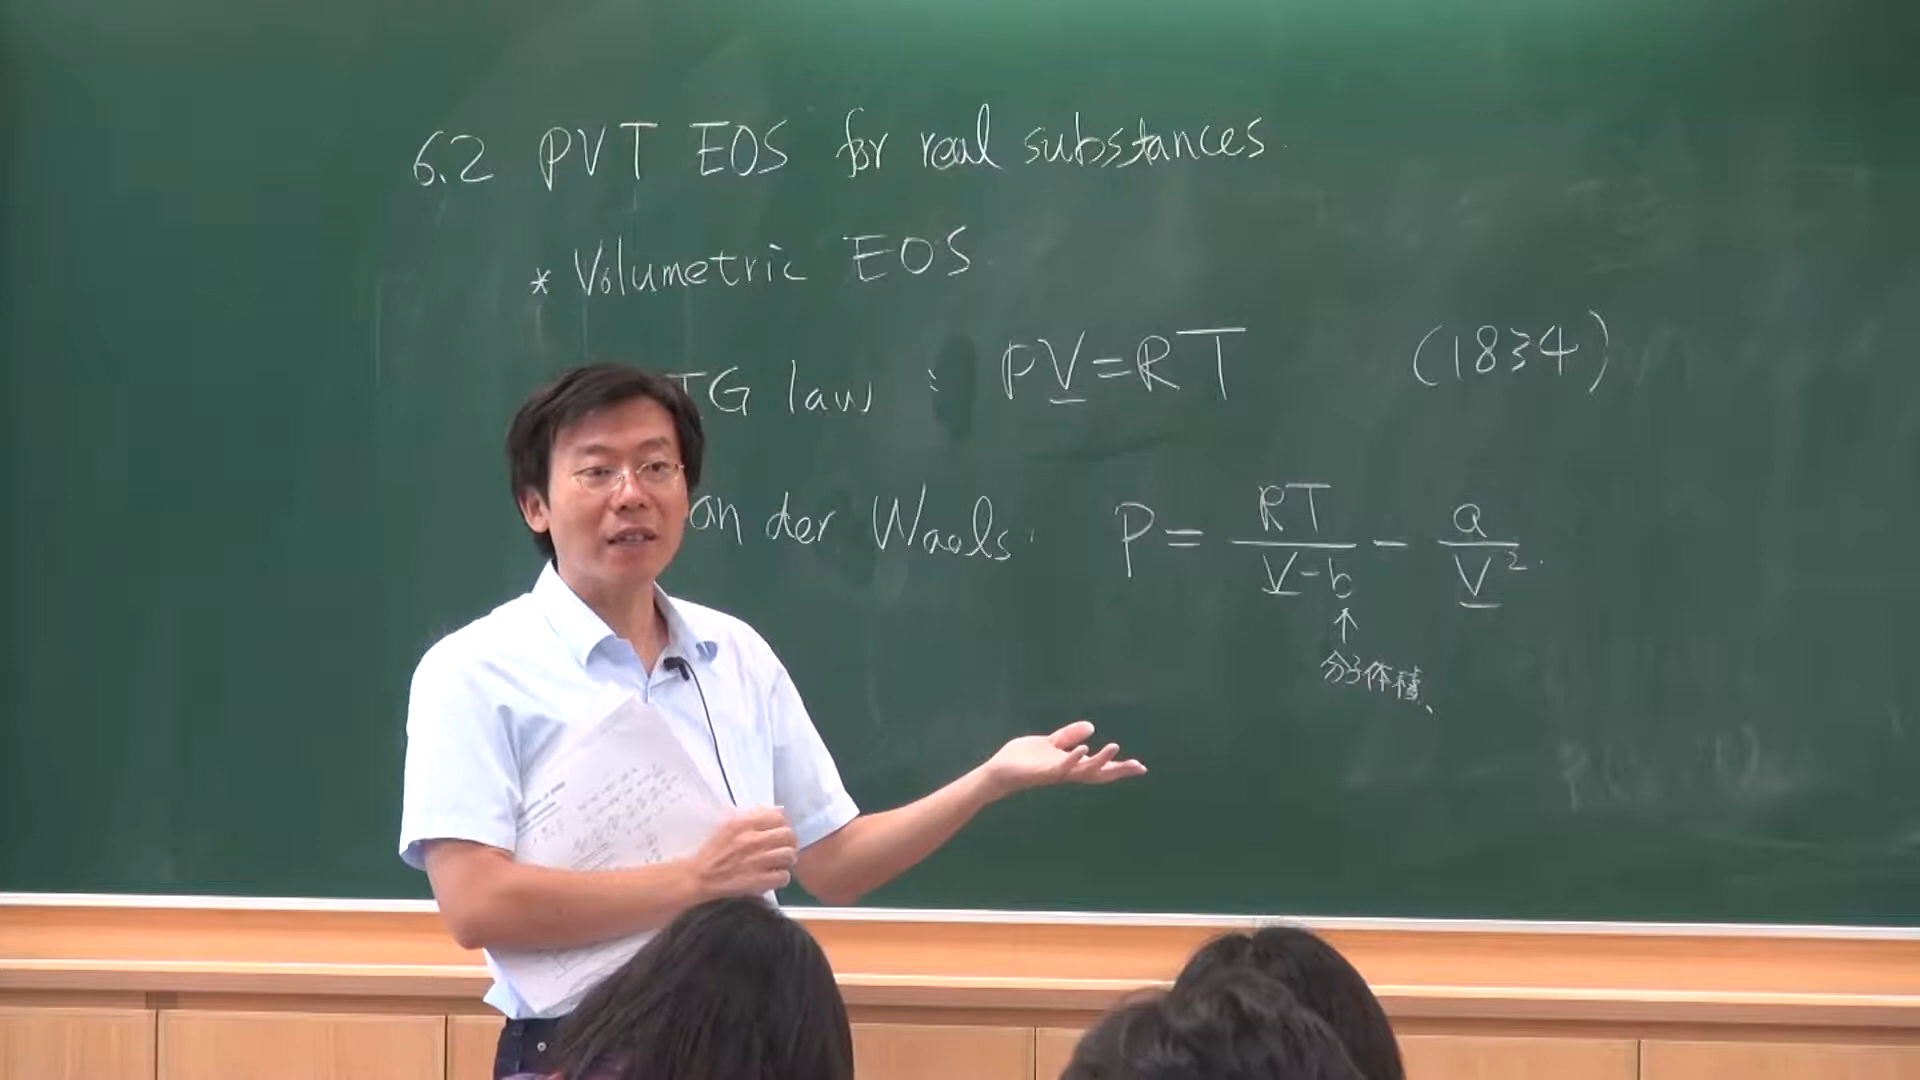 6.2 PVT EOS for real substances.
* Volumetric EOS
IG law : PV=RT (1834)
an der Waals. P = RT/V-b - a/V²
↑
分子体積